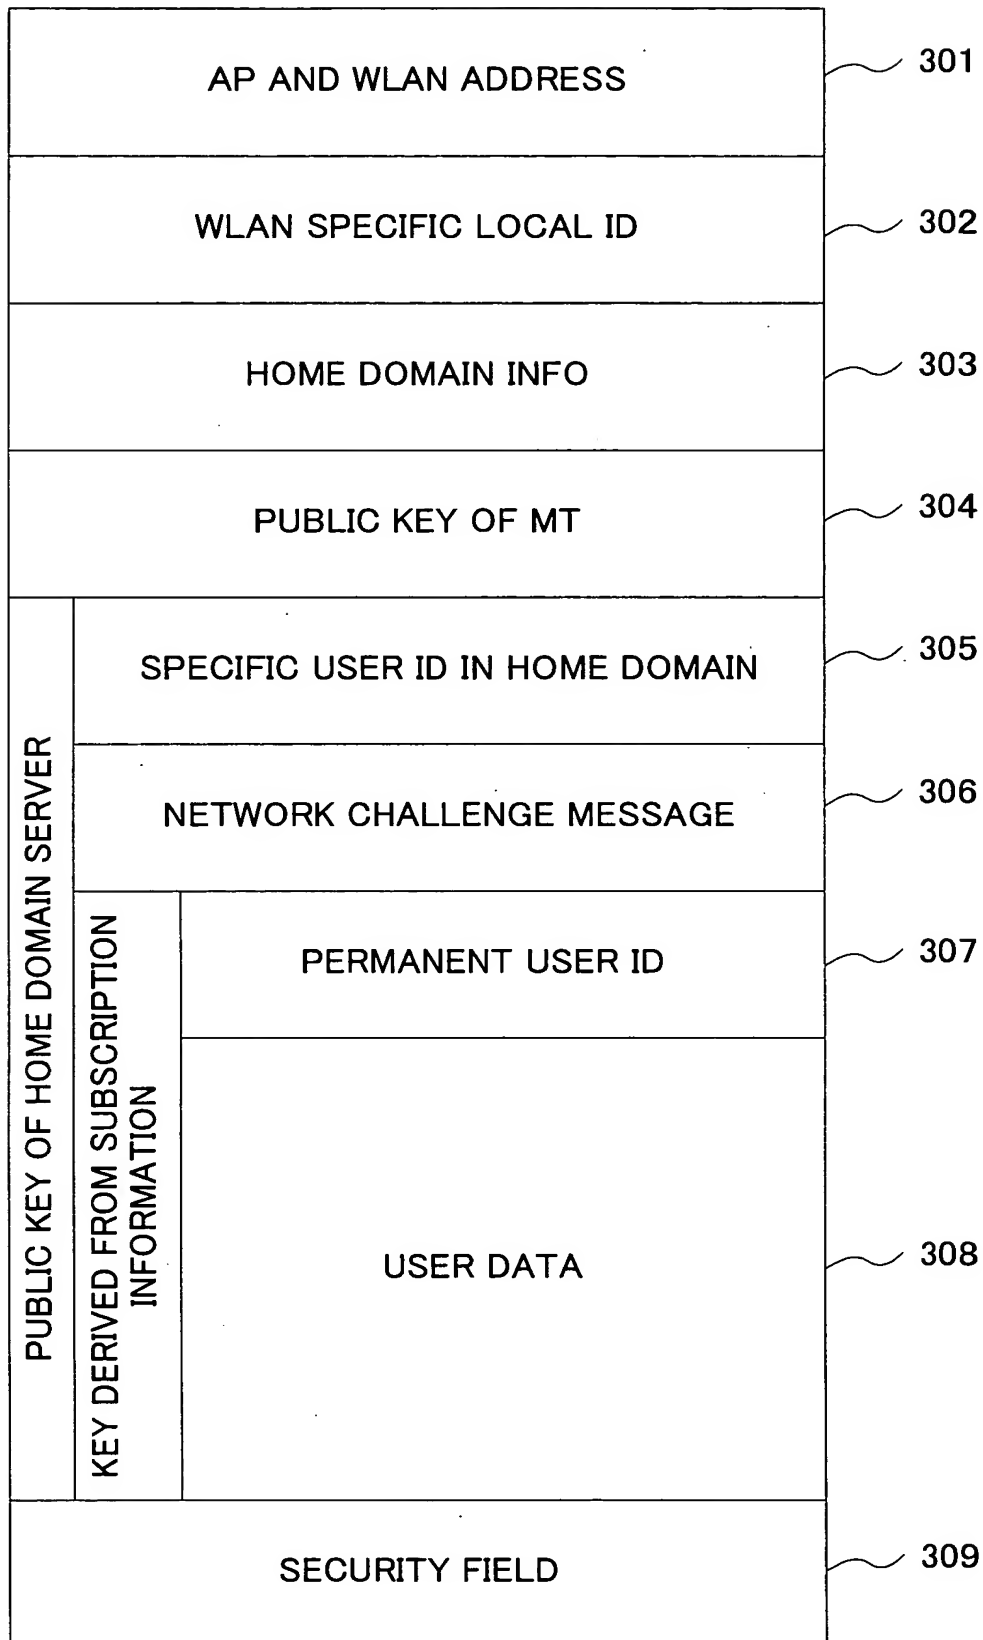 AP AND WLAN ADDRESS
301
WLAN SPECIFIC LOCAL ID
302
HOME DOMAIN INFO
303
PUBLIC KEY OF MT
304
PUBLIC KEY OF HOME DOMAIN SERVER
SPECIFIC USER ID IN HOME DOMAIN
305
NETWORK CHALLENGE MESSAGE
306
KEY DERIVED FROM SUBSCRIPTION
INFORMATION
PERMANENT USER ID
307
USER DATA
308
SECURITY FIELD
309